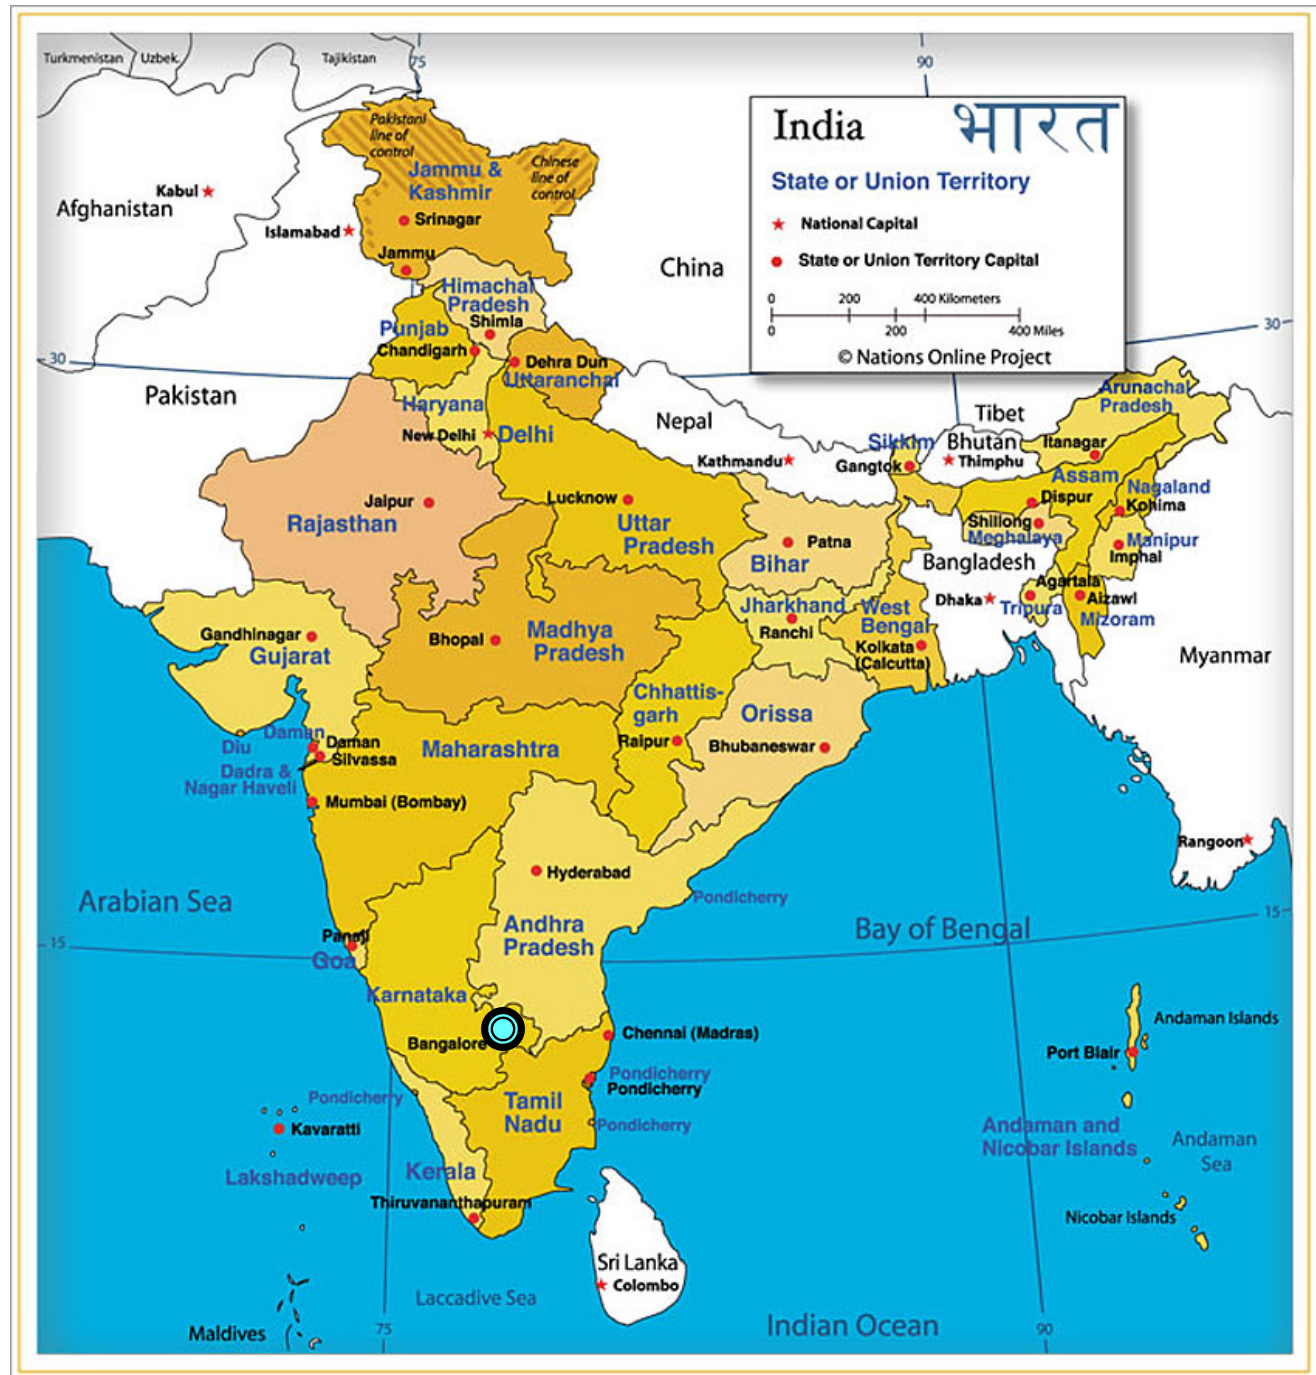 Turkmenistan
Uzbek.
Tajikistan
75
90
Pakistani
line of
control
Chinese
line of
control
Jammu &
Kashmir
Srinagar
Jammu
Kabul
Afghanistan
Islamabad
India भारत
State or Union Territory
National Capital
State or Union Territory Capital
0 200 400 Kilometers
0 200 400 Miles
© Nations Online Project
China
Himachal
Pradesh
Shimla
Punjab
Chandigarh
Dehra Dun
Uttaranchal
30
30
Pakistan
Haryana
New Delhi
Delhi
Nepal
Kathmandu
Tibet
Sikkim
Gangtok
Bhutan
Thimphu
Arunachal
Pradesh
Itanagar
Assam
Dispur
Nagaland
Kohima
Shillong
Meghalaya
Manipur
Imphal
Jaipur
Rajasthan
Lucknow
Uttar
Pradesh
Patna
Bihar
Bangladesh
Dhaka
Agartala
Tripura
Aizawl
Mizoram
Jharkhand
Ranchi
West
Bengal
Kolkata
(Calcutta)
Myanmar
Gandhinagar
Gujarat
Bhopal
Madhya
Pradesh
Chhattis-
garh
Raipur
Orissa
Bhubaneswar
Daman
Diu
Daman
Silvassa
Dadra &
Nagar Haveli
Maharashtra
Mumbai (Bombay)
Rangoon
Hyderabad
Andhra
Pradesh
Pondicherry
Arabian Sea
Bay of Bengal
15
15
Panaji
Goa
Karnataka
Bangalore
Chennai (Madras)
Pondicherry
Pondicherry
Pondicherry
Pondicherry
Tamil
Nadu
Kavaratti
Lakshadweep
Kerala
Thiruvananthapuram
Andaman Islands
Port Blair
Andaman and
Nicobar Islands
Andaman
Sea
Nicobar Islands
Sri Lanka
Colombo
Laccadive Sea
Indian Ocean
Maldives
75
90